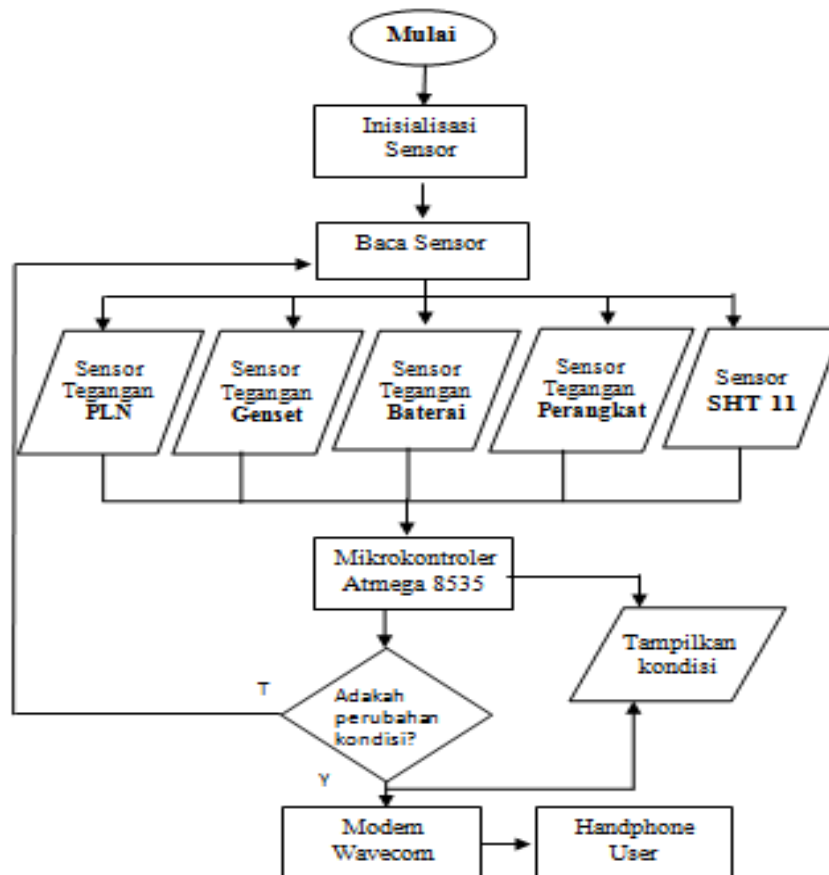 Mulai
Inisialisasi
Sensor
Baca Sensor
Sensor
Tegangan
PLN
Sensor
Tegangan
Genset
Sensor
Tegangan
Baterai
Sensor
Tegangan
Perangkat
Sensor
SHT 11
Mikrokontroler
Atmega 8535
Tampilkan
kondisi
T
Adakah
perubahan
kondisi?
Y
Modem
Wavecom
Handphone
User